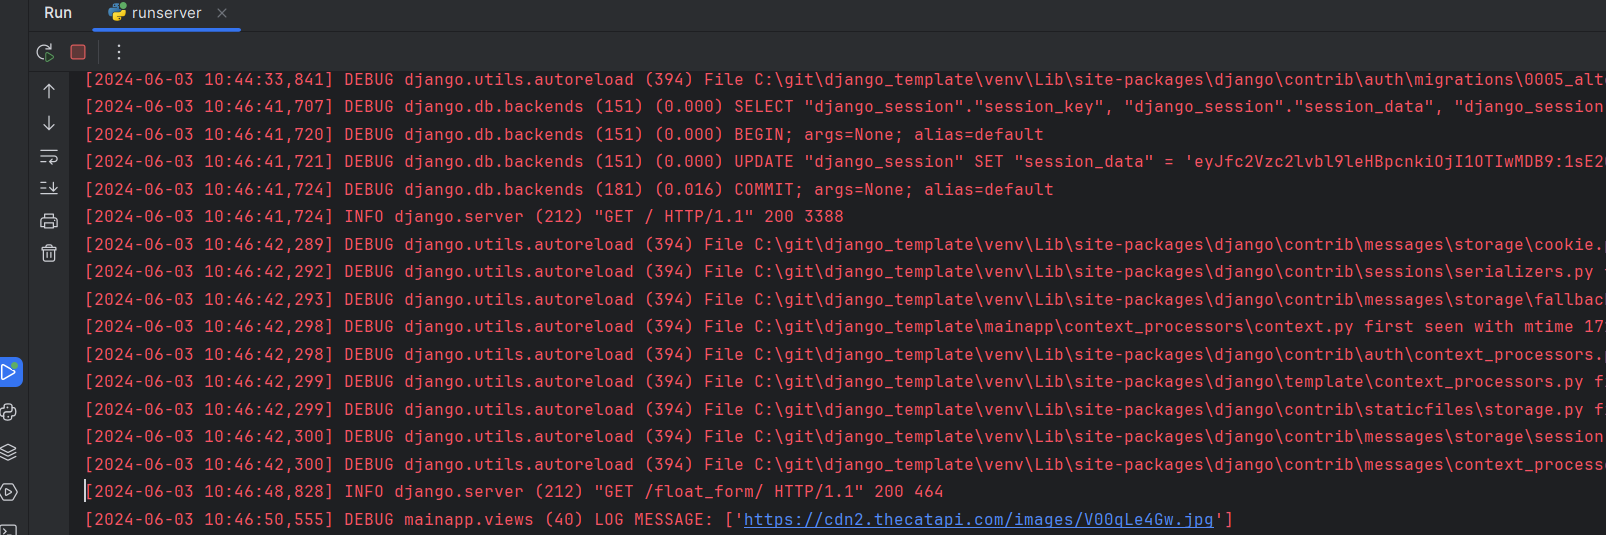 Run runserver
[2024-06-03 10:44:33,841] DEBUG django.utils.autoreload (394) File C:\git\django_template\venv\Lib\site-packages\django\contrib\auth\migrations\0005_alt
[2024-06-03 10:46:41,707] DEBUG django.db.backends (151) (0.000) SELECT "django_session"."session_key", "django_session"."session_data", "django_session
[2024-06-03 10:46:41,720] DEBUG django.db.backends (151) (0.000) BEGIN; args=None; alias=default
[2024-06-03 10:46:41,721] DEBUG django.db.backends (151) (0.000) UPDATE "django_session" SET "session_data" =
[2024-06-03 10:46:41,724] DEBUG django.db.backends (181) (0.016) COMMIT; args=None; alias=default
[2024-06-03 10:46:41,724] INFO django.server (212) "GET / HTTP/1.1" 200 3388
[2024-06-03 10:46:42,289] DEBUG django.utils.autoreload (394) File C:\git\django_template\venv\Lib\site-packages\django\contrib\messages\storage\cookie.p
[2024-06-03 10:46:42,292] DEBUG django.utils.autoreload (394) File C:\git\django_template\venv\Lib\site-packages\django\contrib\sessions\serializers.py
[2024-06-03 10:46:42,293] DEBUG django.utils.autoreload (394) File C:\git\django_template\venv\Lib\site-packages\django\contrib\messages\storage\fallbac
[2024-06-03 10:46:42,298] DEBUG django.utils.autoreload (394) File C:\git\django_template\mainapp\context_processors\context.py first seen with mtime 17
[2024-06-03 10:46:42,298] DEBUG django.utils.autoreload (394) File C:\git\django_template\venv\Lib\site-packages\django\contrib\auth\context_processors.
[2024-06-03 10:46:42,299] DEBUG django.utils.autoreload (394) File C:\git\django_template\venv\Lib\site-packages\django\template\context_processors.py f
[2024-06-03 10:46:42,299] DEBUG django.utils.autoreload (394) File C:\git\django_template\venv\Lib\site-packages\django\contrib\staticfiles\storage.py f
[2024-06-03 10:46:42,300] DEBUG django.utils.autoreload (394) File C:\git\django_template\venv\Lib\site-packages\django\contrib\messages\storage\session
[2024-06-03 10:46:42,300] DEBUG django.utils.autoreload (394) File C:\git\django_template\venv\Lib\site-packages\django\contrib\messages\context_process
[2024-06-03 10:46:48,828] INFO django.server (212) "GET /float_form/ HTTP/1.1" 200 464
[2024-06-03 10:46:50,555] DEBUG mainapp.views (40) LOG MESSAGE: ['https://cdn2.thecatapi.com/images/V00qLe4Gw.jpg']